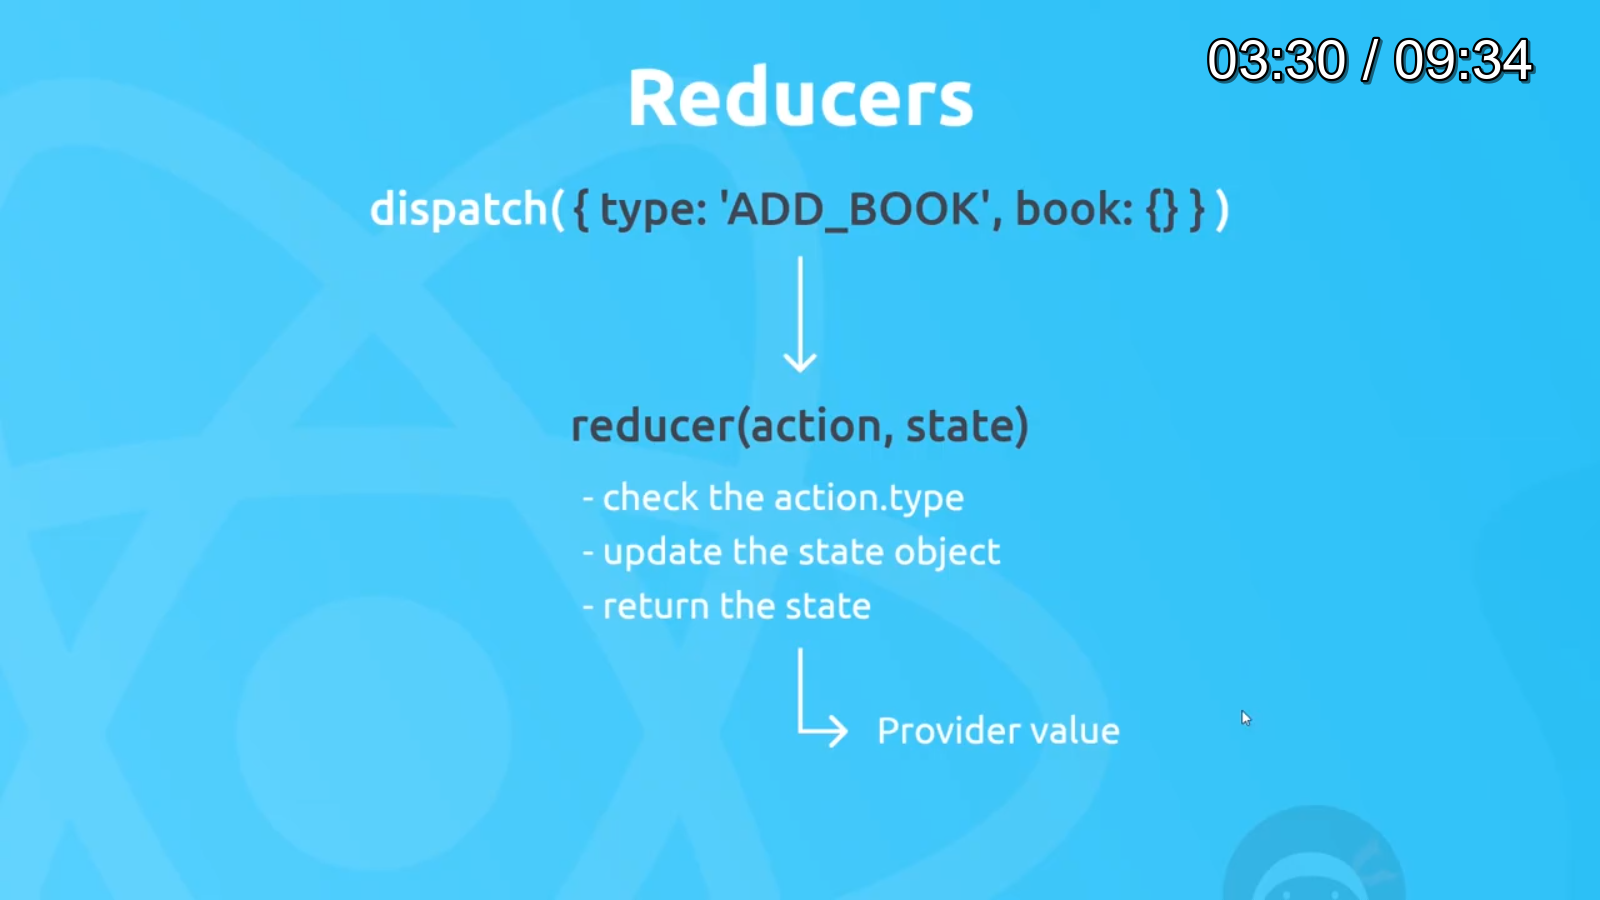 03:30 / 09:34
Reducers
dispatch( { type: 'ADD_BOOK', book: {} } )
reducer(action, state)
- check the action.type
- update the state object
- return the state
Provider value